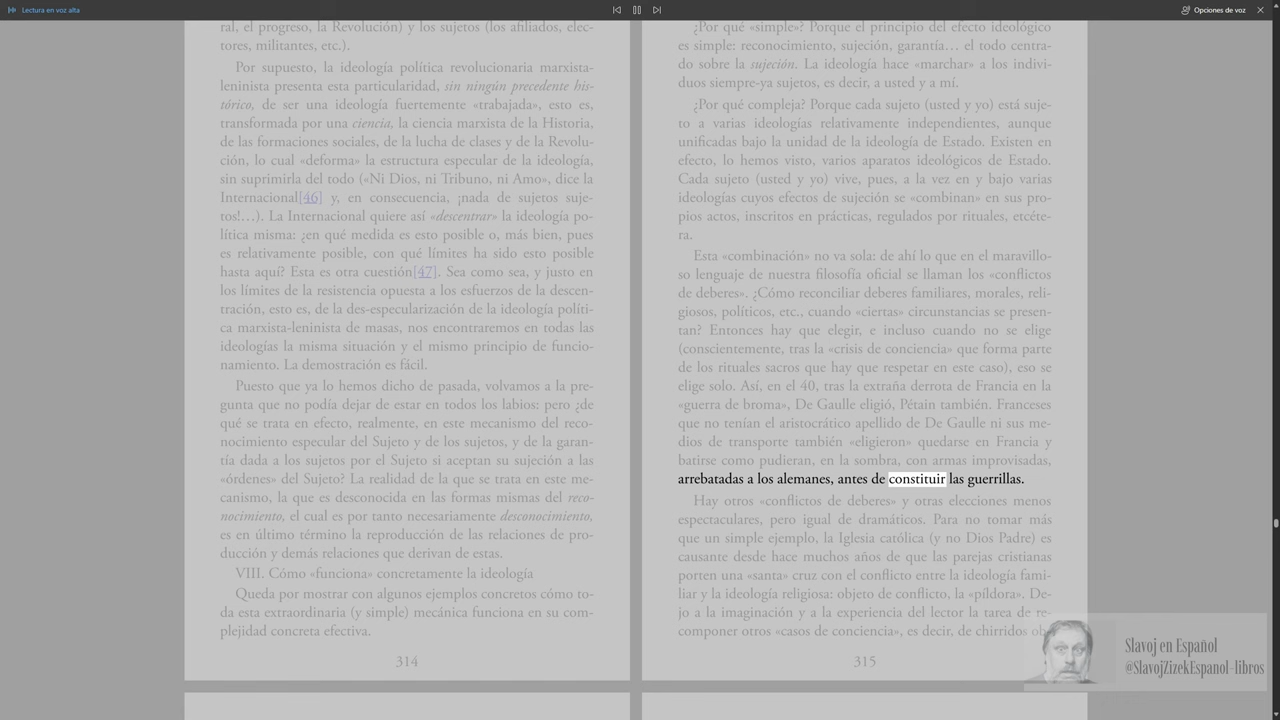 Lectura en voz alta
Opciones de voz
ral, el progreso, la Revolución) y los sujetos (los afiliados, elec-
tores, militantes, etc.).
Por supuesto, la ideología política revolucionaria marxista-
leninista presenta esta particularidad, sin ningún precedente his-
tórico, de ser una ideología fuertemente «trabajada», esto es,
transformada por una ciencia, la ciencia marxista de la Historia,
de las formaciones sociales, de la lucha de clases y de la Revolu-
ción, lo cual «deforma» la estructura especular de la ideología,
sin suprimirla del todo («Ni Dios, ni Tribuno, ni Amo», dice la
Internacional[46] y, en consecuencia, ¡nada de sujetos suje-
tos!…). La Internacional quiere así «descentrar» la ideología po-
lítica misma: ¿en qué medida es esto posible o, más bien, pues
es relativamente posible, con qué límites ha sido esto posible
hasta aquí? Esta es otra cuestión[47]. Sea como sea, y justo en
los límites de la resistencia opuesta a los esfuerzos de la descen-
tración, esto es, de la des-especularización de la ideología políti-
ca marxista-leninista de masas, nos encontraremos en todas las
ideologías la misma situación y el mismo principio de funcio-
namiento. La demostración es fácil.
Puesto que ya lo hemos dicho de pasada, volvamos a la pre-
gunta que no podía dejar de estar en todos los labios: pero ¿de
qué se trata en efecto, realmente, en este mecanismo del reco-
nocimiento especular del Sujeto y de los sujetos, y de la garan-
tía dada a los sujetos por el Sujeto si aceptan su sujeción a las
«órdenes» del Sujeto? La realidad de la que se trata en este me-
canismo, la que es desconocida en las formas mismas del reco-
nocimiento, el cual es por tanto necesariamente desconocimiento,
es en último término la reproducción de las relaciones de pro-
ducción y demás relaciones que derivan de estas.
VIII. Cómo «funciona» concretamente la ideología
Queda por mostrar con algunos ejemplos concretos cómo to-
da esta extraordinaria (y simple) mecánica funciona en su com-
plejidad concreta efectiva.
314
¿Por qué «simple»? Porque el principio del efecto ideológico
es simple: reconocimiento, sujeción, garantía… el todo centra-
do sobre la sujeción. La ideología hace «marchar» a los indivi-
duos siempre-ya sujetos, es decir, a usted y a mí.
¿Por qué compleja? Porque cada sujeto (usted y yo) está suje-
to a varias ideologías relativamente independientes, aunque
unificadas bajo la unidad de la ideología de Estado. Existen en
efecto, lo hemos visto, varios aparatos ideológicos de Estado.
Cada sujeto (usted y yo) vive, pues, a la vez en y bajo varias
ideologías cuyos efectos de sujeción se «combinan» en sus pro-
pios actos, inscritos en prácticas, regulados por rituales, etcéte-
ra.
Esta «combinación» no va sola: de ahí lo que en el maravillo-
so lenguaje de nuestra filosofía oficial se llaman los «conflictos
de deberes». ¿Cómo reconciliar deberes familiares, morales, reli-
giosos, políticos, etc., cuando «ciertas» circunstancias se presen-
tan? Entonces hay que elegir, e incluso cuando no se elige
(conscientemente, tras la «crisis de conciencia» que forma parte
de los rituales sacros que hay que respetar en este caso), eso se
elige solo. Así, en el 40, tras la extraña derrota de Francia en la
«guerra de broma», De Gaulle eligió, Pétain también. Franceses
que no tenían el aristocrático apellido de De Gaulle ni sus me-
dios de transporte también «eligieron» quedarse en Francia y
batirse como pudieran, en la sombra, con armas improvisadas,
arrebatadas a los alemanes, antes de constituir las guerrillas.
Hay otros «conflictos de deberes» y otras elecciones menos
espectaculares, pero igual de dramáticos. Para no tomar más
que un simple ejemplo, la Iglesia católica (y no Dios Padre) es
causante desde hace muchos años de que las parejas cristianas
porten una «santa» cruz con el conflicto entre la ideología fami-
liar y la ideología religiosa: objeto de conflicto, la «píldora». De-
jo a la imaginación y a la experiencia del lector la tarea de re-
componer otros «casos de conciencia», es decir, de chirridos ob-
315
Slavoj en Español
@SlavojZizekEspanol-libros